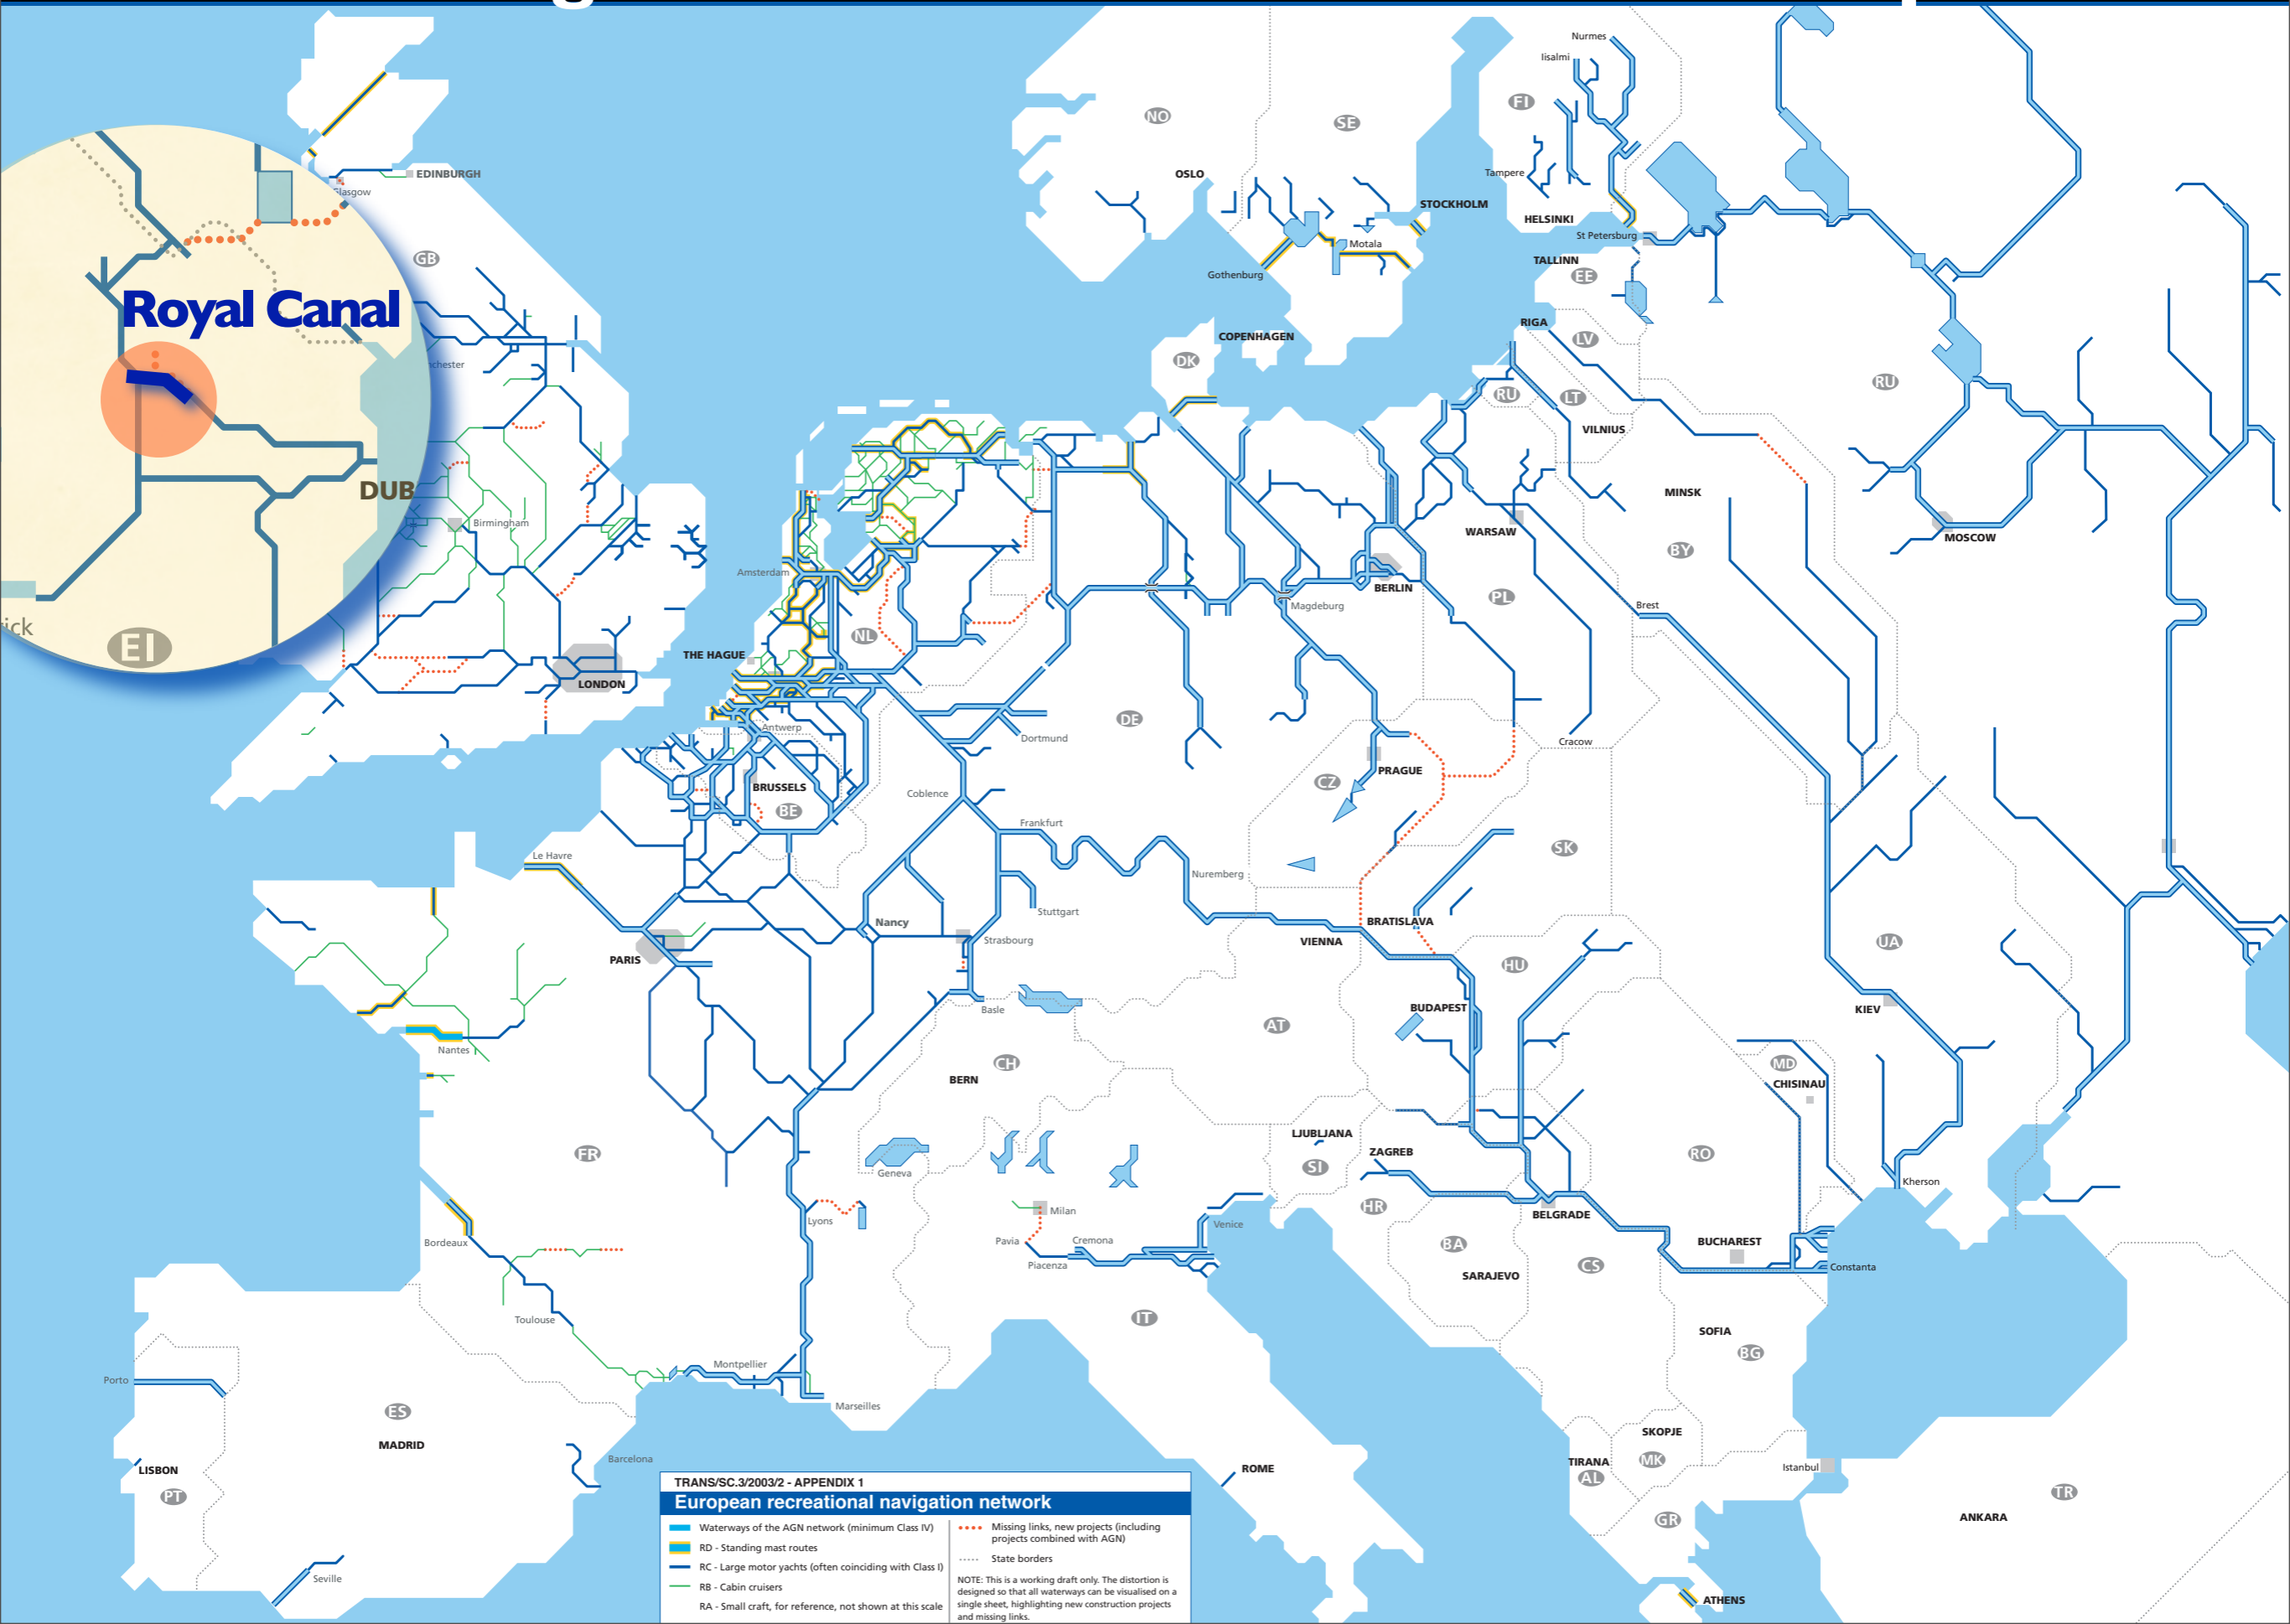 Nurmes
Iisalmi
FI
NO
SE
EDINBURGH
Glasgow
OSLO
Tampere
STOCKHOLM
HELSINKI
St Petersburg
Motala
Gothenburg
TALLINN
EE
GB
Royal Canal
RIGA
LV
COPENHAGEN
DK
chester
RU
LT
RU
VILNIUS
DUB
MINSK
Birmingham
WARSAW
MOSCOW
BY
Amsterdam
BERLIN
Magdeburg
PL
Brest
ick
EI
NL
THE HAGUE
LONDON
DE
Antwerp
Dortmund
Cracow
PRAGUE
CZ
BRUSSELS
BE
Coblence
Frankfurt
SK
Le Havre
Nuremberg
Stuttgart
Nancy
BRATISLAVA
Strasbourg
VIENNA
UA
PARIS
HU
Basle
BUDAPEST
KIEV
AT
Nantes
CH
BERN
MD
CHISINAU
LJUBLJANA
ZAGREB
FR
SI
RO
Geneva
Kherson
HR
Milan
Lyons
Venice
BELGRADE
Bordeaux
Pavia
Cremona
BA
BUCHAREST
Piacenza
CS
Constanta
SARAJEVO
IT
Toulouse
SOFIA
BG
Montpellier
Porto
Marseilles
ES
MADRID
SKOPJE
Barcelona
MK
TIRANA
AL
Istanbul
LISBON
PT
ROME
TR
ANKARA
GR
Seville
ATHENS
TRANS/SC.3/2003/2 - APPENDIX 1
European recreational navigation network
Waterways of the AGN network (minimum Class IV)
RD - Standing mast routes
RC - Large motor yachts (often coinciding with Class I)
RB - Cabin cruisers
RA - Small craft, for reference, not shown at this scale
Missing links, new projects (including
projects combined with AGN)
State borders
NOTE: This is a working draft only. The distortion is
designed so that all waterways can be visualised on a
single sheet, highlighting new construction projects
and missing links.